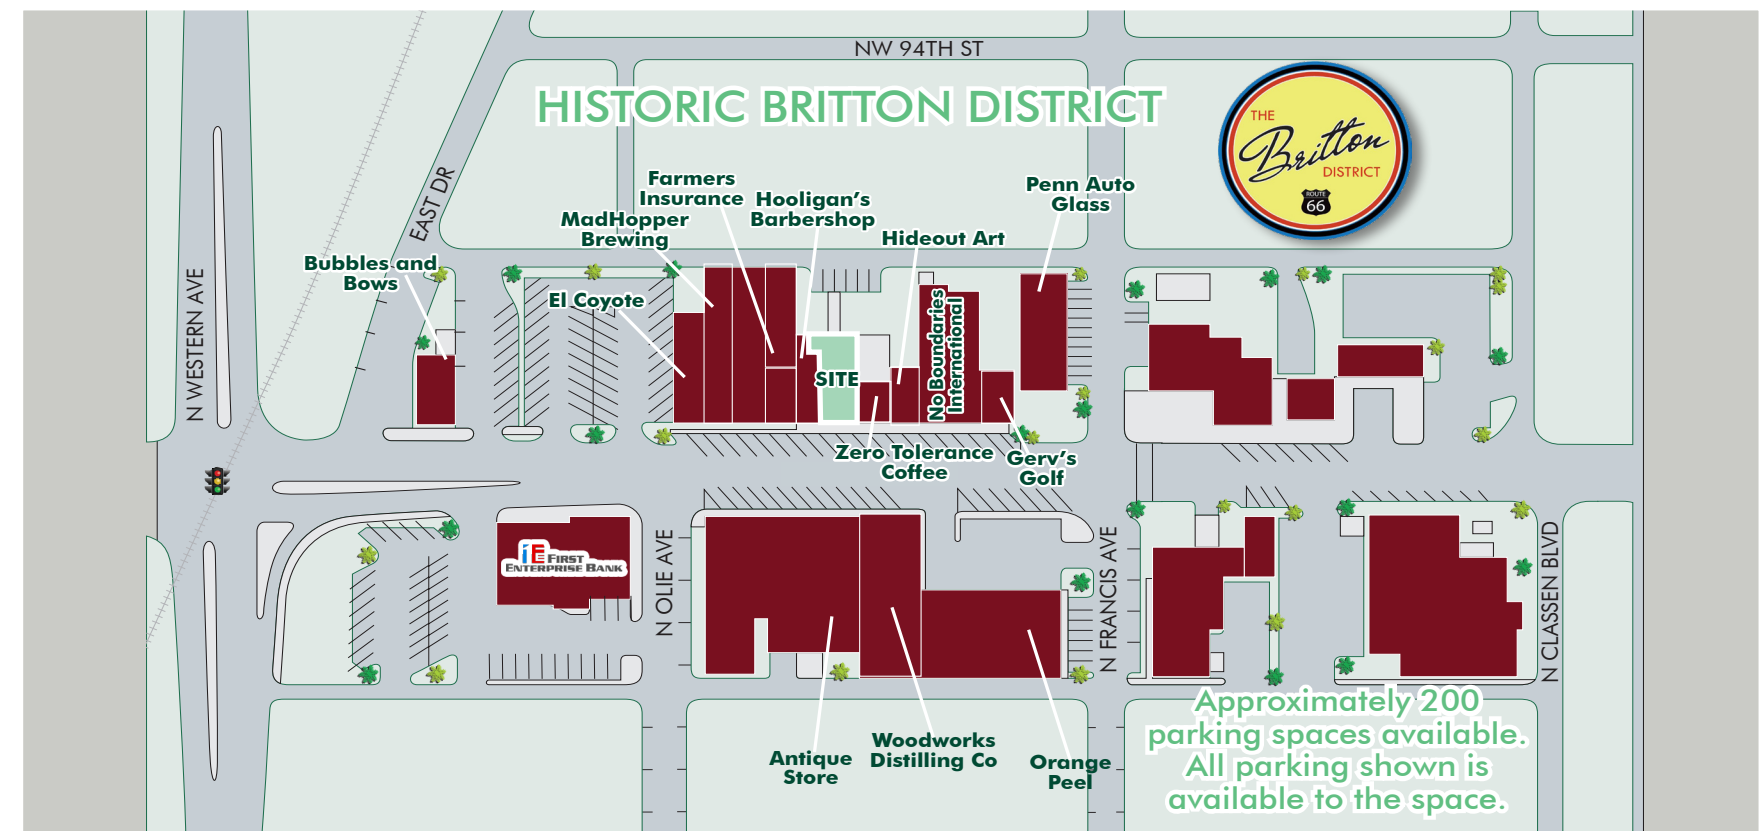 NW 94TH ST
HISTORIC BRITTON DISTRICT
THE
Britton
DISTRICT
ROUTE
66
EAST DR
N WESTERN AVE
Farmers
Insurance
Hooligan's
Barbershop
MadHopper
Brewing
Penn Auto
Glass
Hideout Art
Bubbles and
Bows
El Coyote
No Boundaries
International
SITE
Zero Tolerance
Coffee
Gerv's
Golf
FIRST
ENTERPRISE BANK
N OLIE AVE
N FRANCIS AVE
N CLASSEN BLVD
Antique
Store
Woodworks
Distilling Co
Orange
Peel
Approximately 200
parking spaces available.
All parking shown is
available to the space.